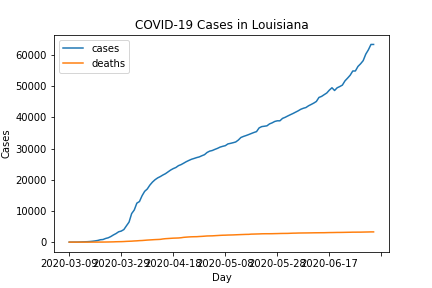 COVID-19 Cases in Louisiana
cases
deaths
60000
50000
40000
30000
20000
10000
0
Cases
2020-03-09 2020-03-29 2020-04-18 2020-05-08 2020-05-28 2020-06-17
Day